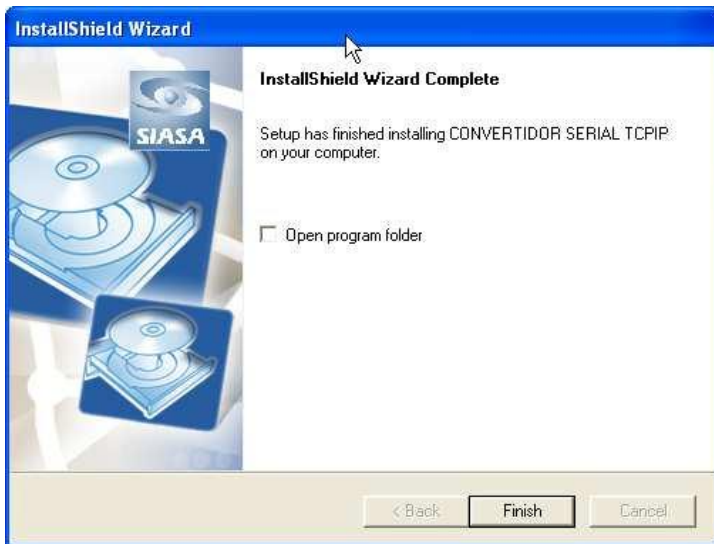 InstallShield Wizard
SIASA
InstallShield Wizard Complete
Setup has finished installing CONVERTIDOR SERIAL TCPIP
on your computer.
Open program folder
< Back
Finish
Cancel